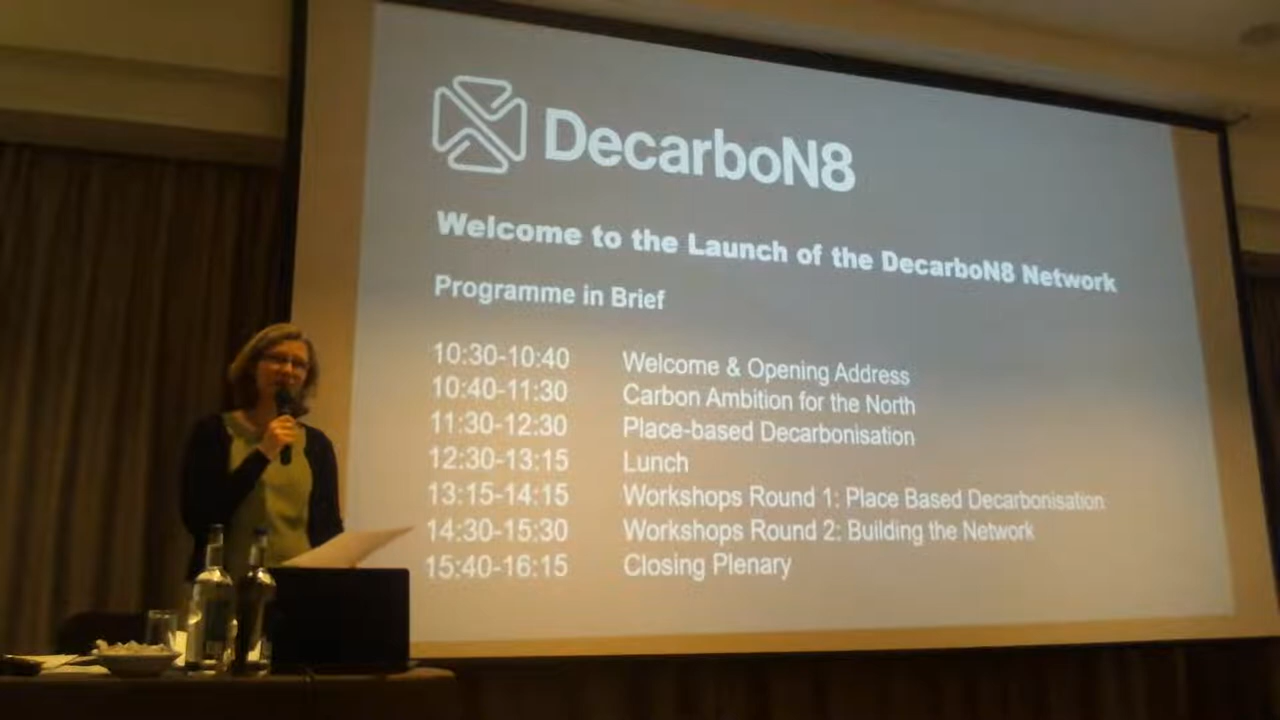 DecarboN8
Welcome to the Launch of the DecarboN8 Network
Programme in Brief
10:30-10:40 Welcome & Opening Address
10:40-11:30 Carbon Ambition for the North
11:30-12:30 Place-based Decarbonisation
12:30-13:15 Lunch
13:15-14:15 Workshops Round 1: Place Based Decarbonisation
14:30-15:30 Workshops Round 2: Building the Network
15:40-16:15 Closing Plenary